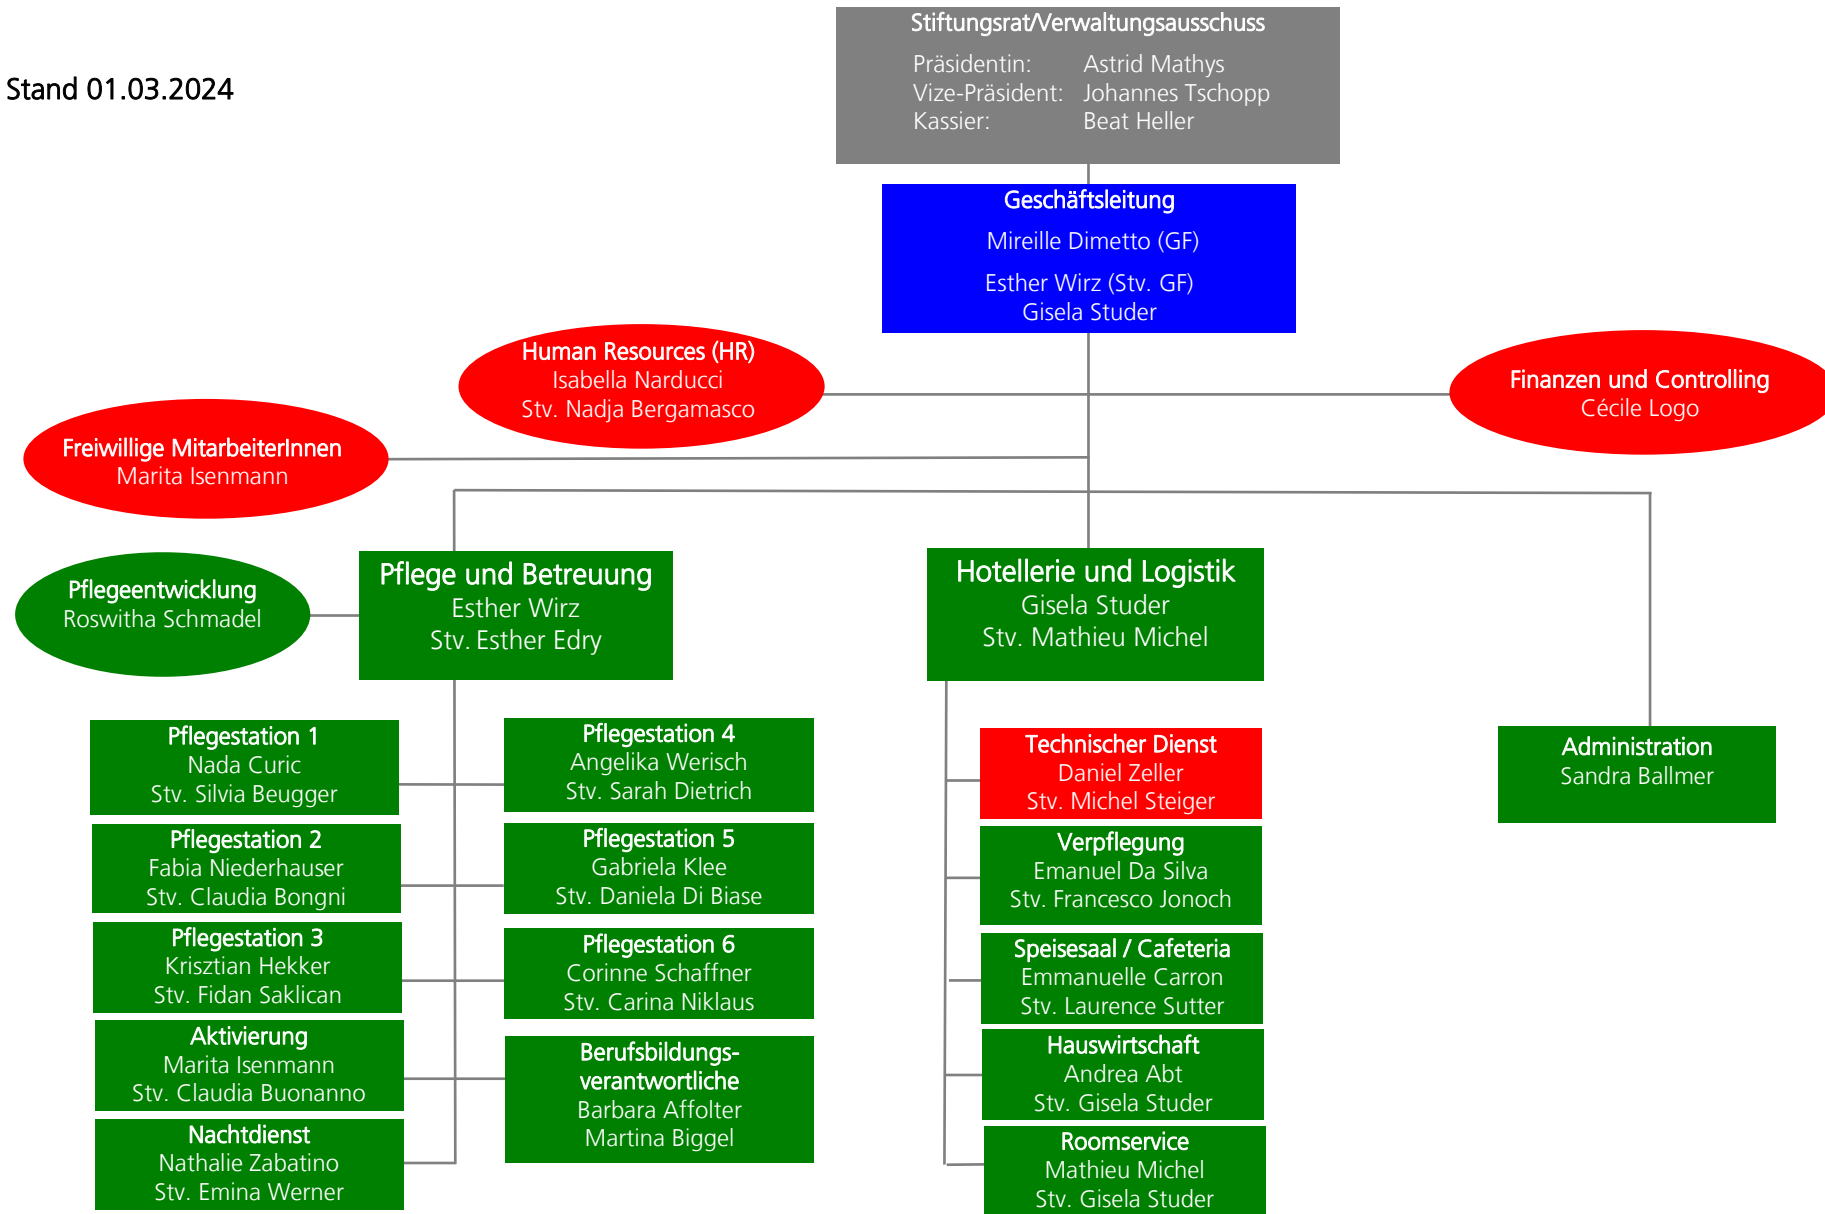 Stand 01.03.2024
Stiftungsrat/Verwaltungsausschuss
Präsidentin: Astrid Mathys
Vize-Präsident: Johannes Tschopp
Kassier: Beat Heller
Geschäftsleitung
Mireille Dimetto (GF)
Esther Wirz (Stv. GF)
Gisela Studer
Human Resources (HR)
Isabella Narducci
Stv. Nadja Bergamasco
Finanzen und Controlling
Cécile Logo
Freiwillige MitarbeiterInnen
Marita Isenmann
Pflegeentwicklung
Roswitha Schmadel
Pflege und Betreuung
Esther Wirz
Stv. Esther Edry
Hotellerie und Logistik
Gisela Studer
Stv. Mathieu Michel
Pflegestation 1
Nada Curic
Stv. Silvia Beugger
Pflegestation 2
Fabia Niederhauser
Stv. Claudia Bongni
Pflegestation 3
Krisztian Hekker
Stv. Fidan Saklican
Aktivierung
Marita Isenmann
Stv. Claudia Buonanno
Nachtdienst
Nathalie Zabatino
Stv. Emina Werner
Pflegestation 4
Angelika Werisch
Stv. Sarah Dietrich
Pflegestation 5
Gabriela Klee
Stv. Daniela Di Biase
Pflegestation 6
Corinne Schaffner
Stv. Carina Niklaus
Berufsbildungs-
verantwortliche
Barbara Affolter
Martina Biggel
Technischer Dienst
Daniel Zeller
Stv. Michel Steiger
Verpflegung
Emanuel Da Silva
Stv. Francesco Jonoch
Speisesaal / Cafeteria
Emmanuelle Carron
Stv. Laurence Sutter
Hauswirtschaft
Andrea Abt
Stv. Gisela Studer
Roomservice
Mathieu Michel
Stv. Gisela Studer
Administration
Sandra Ballmer